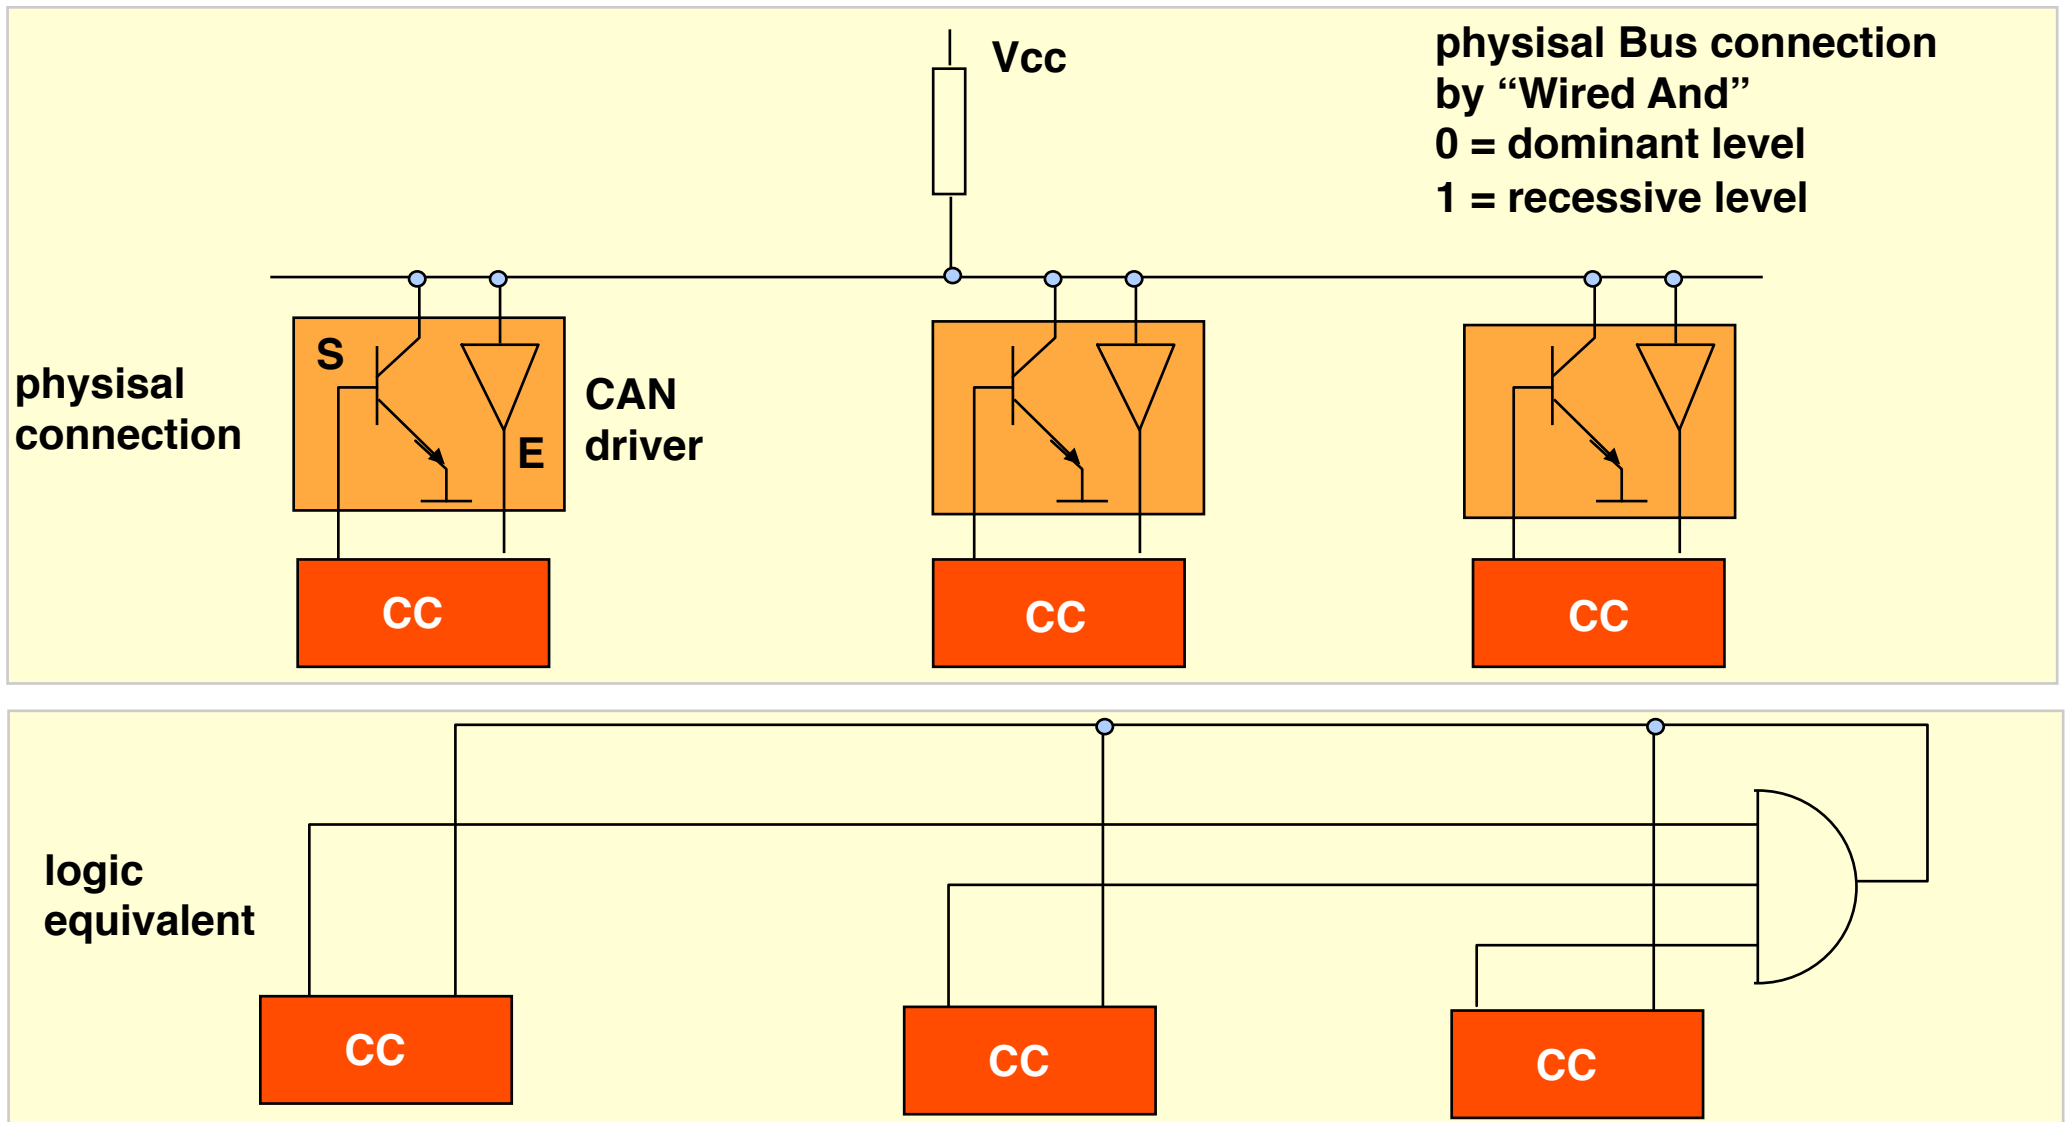 Vcc
physisal Bus connection
by “Wired And”
0 = dominant level
1 = recessive level
physisal
connection
S
E
CAN
driver
CC
CC
CC
logic
equivalent
CC
CC
CC